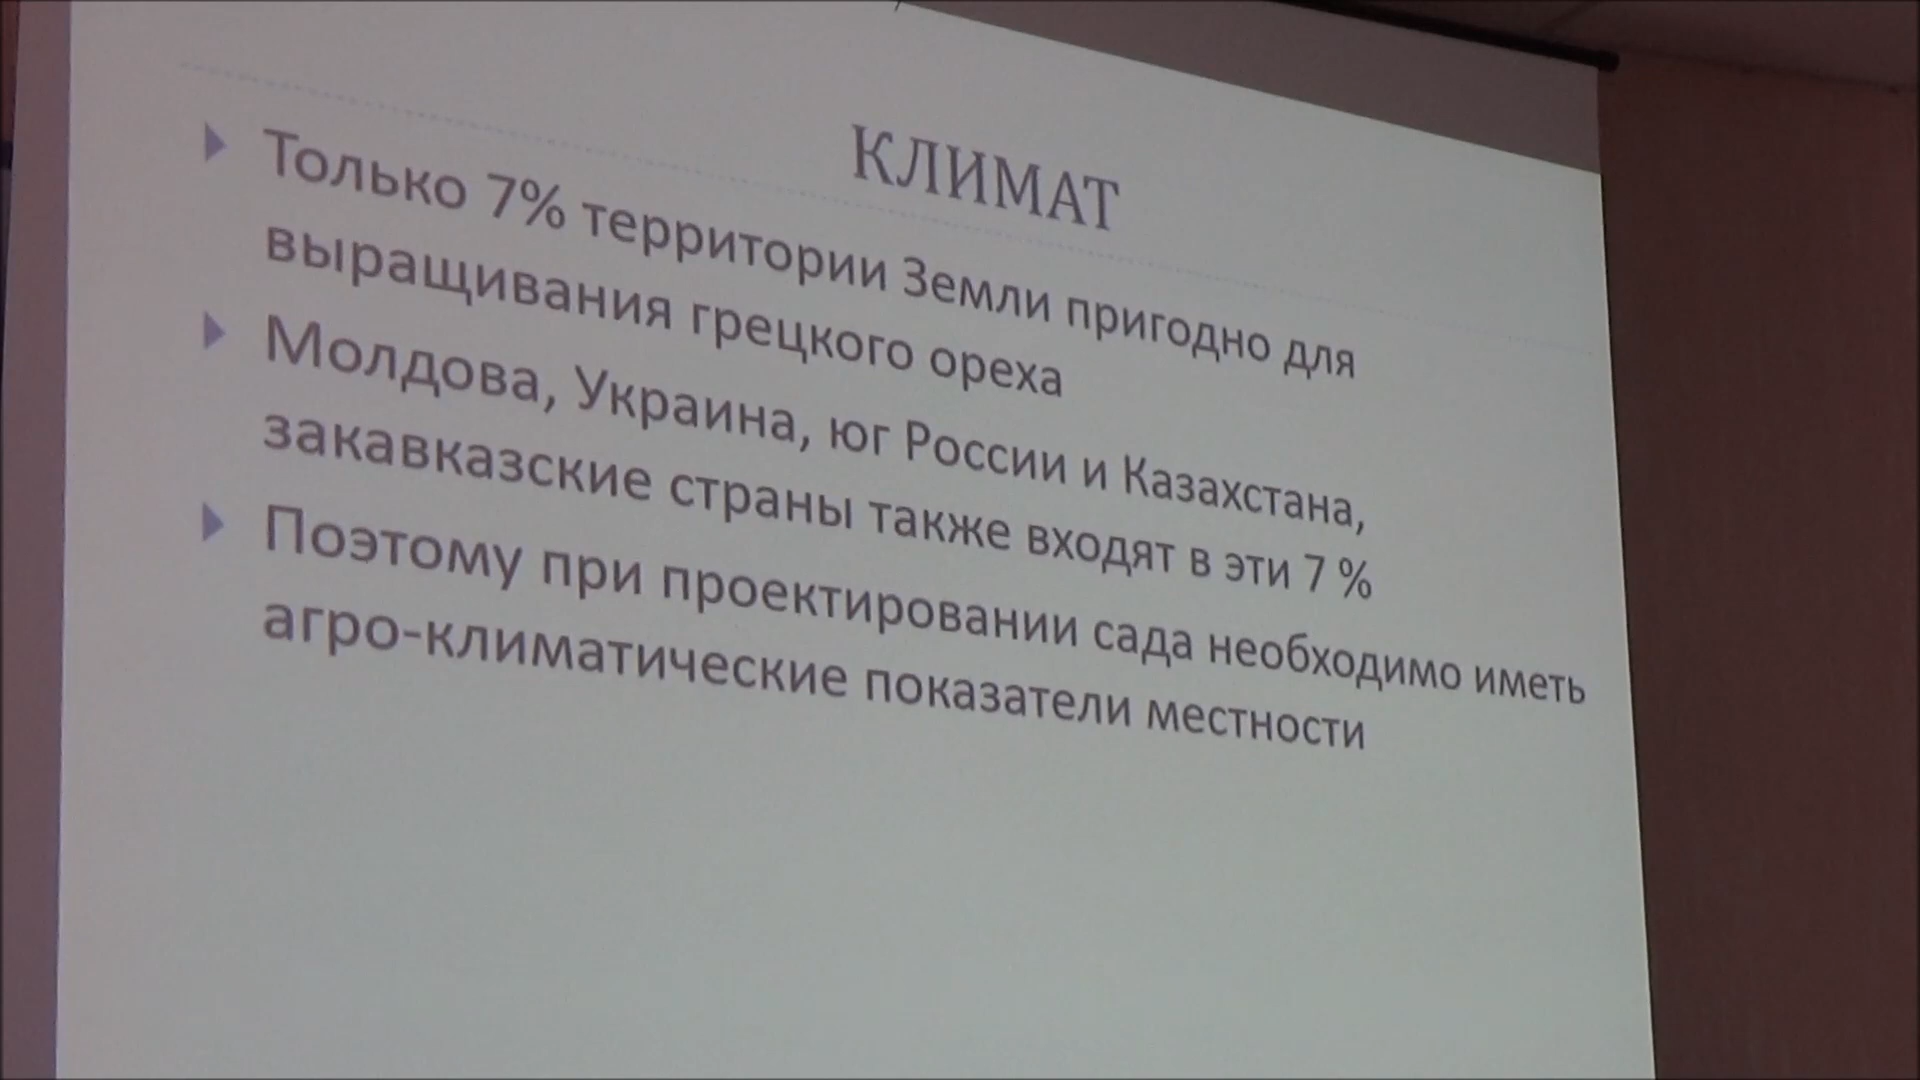 КЛИМАТ
Только 7% территории Земли пригодно для
выращивания грецкого ореха
Молдова, Украина, юг России и Казахстана,
закавказские страны также входят в эти 7 %
Поэтому при проектировании сада необходимо иметь
агро-климатические показатели местности